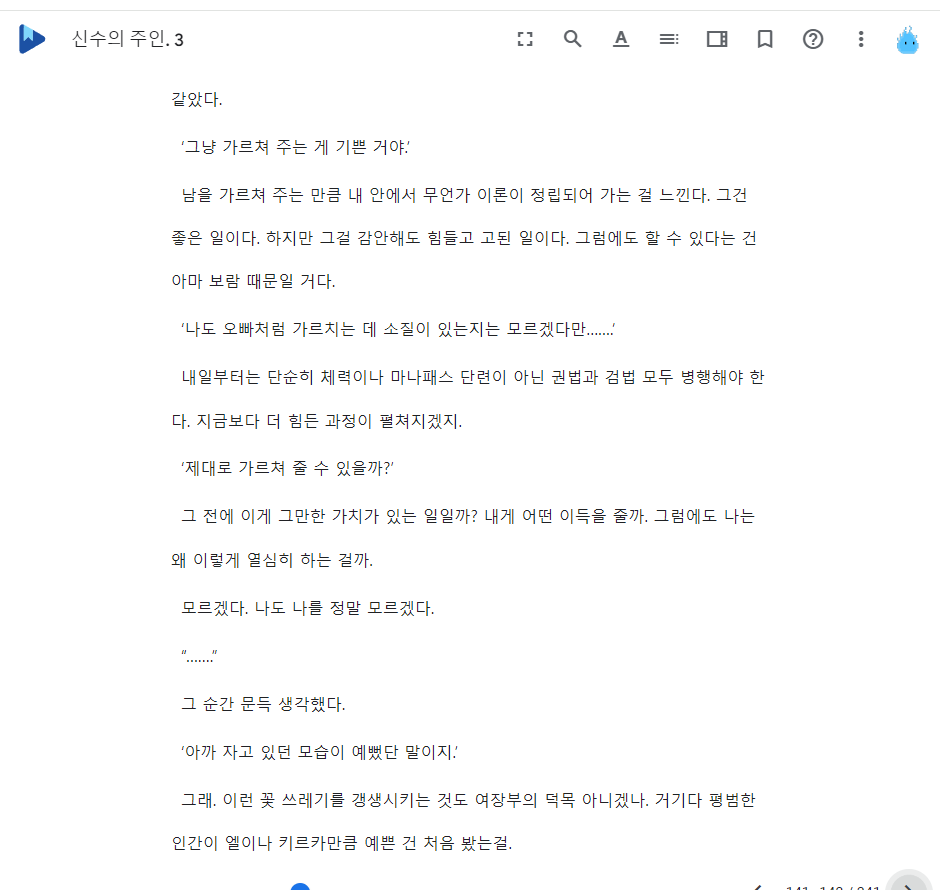 신수의 주인. 3
같았다.
‘그냥 가르쳐 주는 게 기쁜 거야.’
남을 가르쳐 주는 만큼 내 안에서 무언가 이론이 정립되어 가는 걸 느낀다. 그건
좋은 일이다. 하지만 그걸 감안해도 힘들고 고된 일이다. 그럼에도 할 수 있다는 건
아마 보람 때문일 거다.
‘나도 오빠처럼 가르치는 데 소질이 있는지는 모르겠다만…….’
내일부터는 단순히 체력이나 마나패스 단련이 아닌 권법과 검법 모두 병행해야 한
다. 지금보다 더 힘든 과정이 펼쳐지겠지.
‘제대로 가르쳐 줄 수 있을까?’
그 전에 이게 그만한 가치가 있는 일일까? 내게 어떤 이득을 줄까. 그럼에도 나는
왜 이렇게 열심히 하는 걸까.
모르겠다. 나도 나를 정말 모르겠다.
“…….”
그 순간 문득 생각했다.
‘아까 자고 있던 모습이 예뻤단 말이지.’
그래. 이런 꽃 쓰레기를 갱생시키는 것도 여장부의 덕목 아니겠나. 거기다 평범한
인간이 엘이나 키르카만큼 예쁜 건 처음 봤는걸.